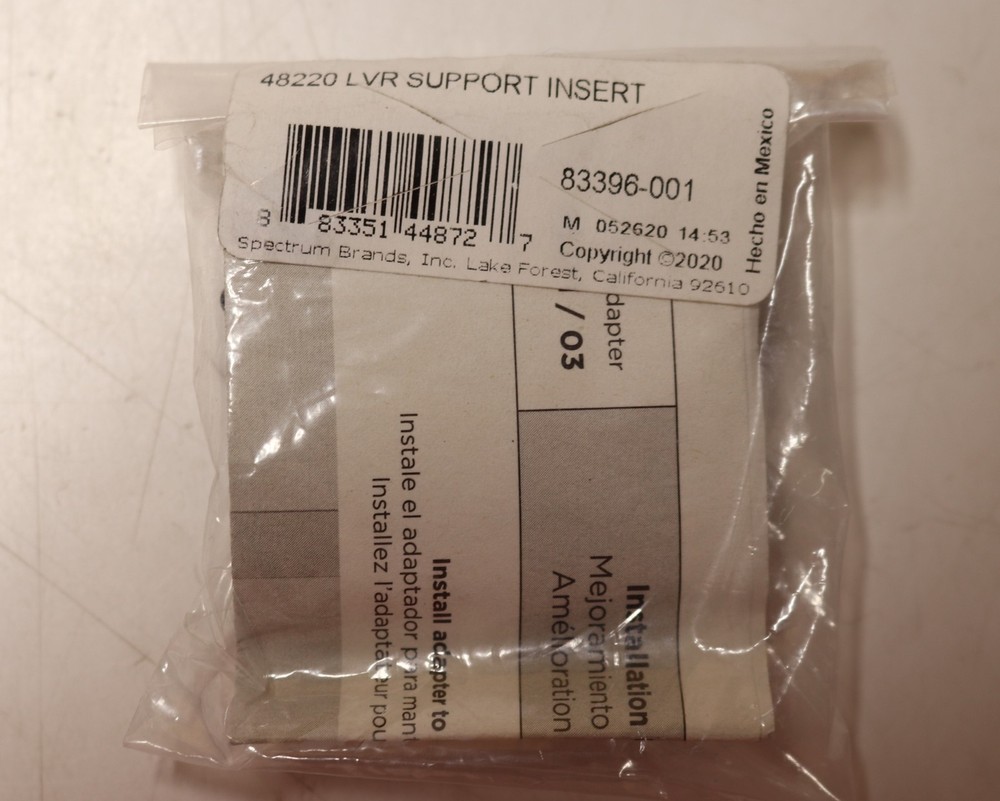 48220 LVR SUPPORT INSERT
8 83351 44872 7
83396-001
M 052620 14:53
Copyright ©2020
Spectrum Brands, Inc. Lake Forest, California 92610
Hecho en Mexico
dapter
/ 03
Installation
Mejoramiento
Amélioration
Install adapter to
Instale el adaptador para mant
Installez l'adaptateur pou